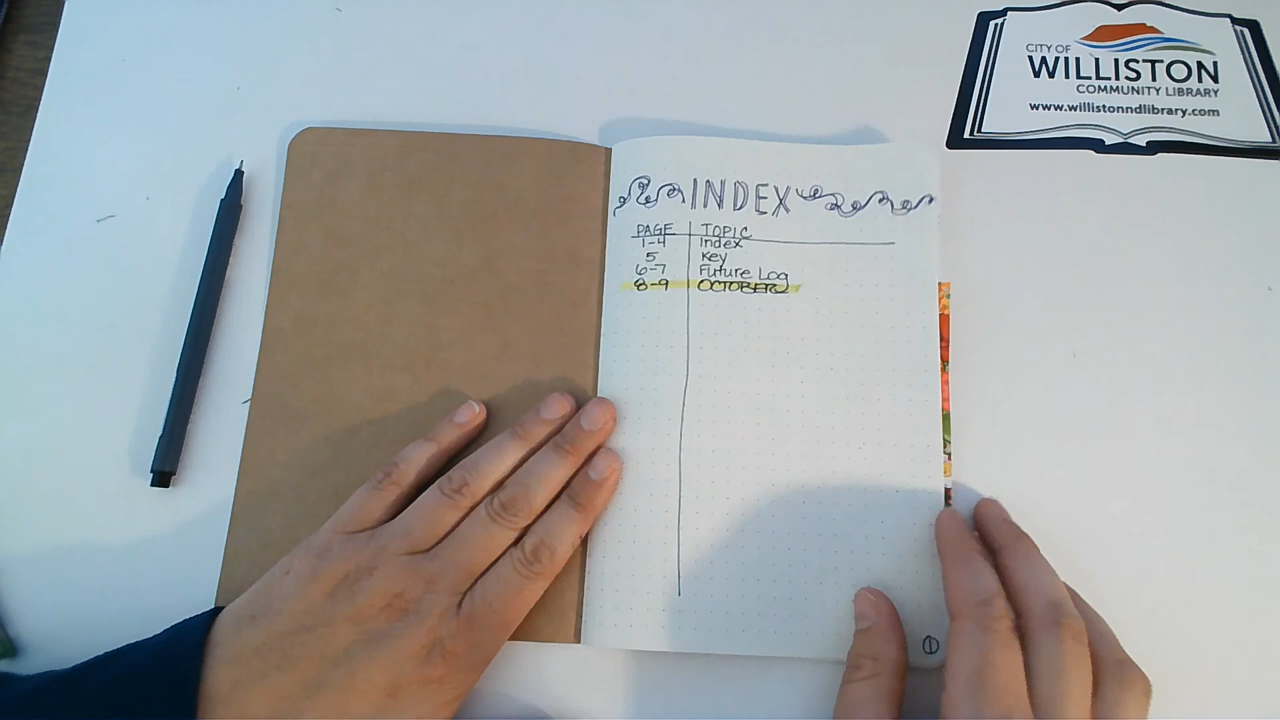 CITY OF
WILLISTON
COMMUNITY LIBRARY
www.willistonndlibrary.com
INDEX
PAGE TOPIC
1-4 Index
5 Key
6-7 Future Log
8-9 OCTOBER
1